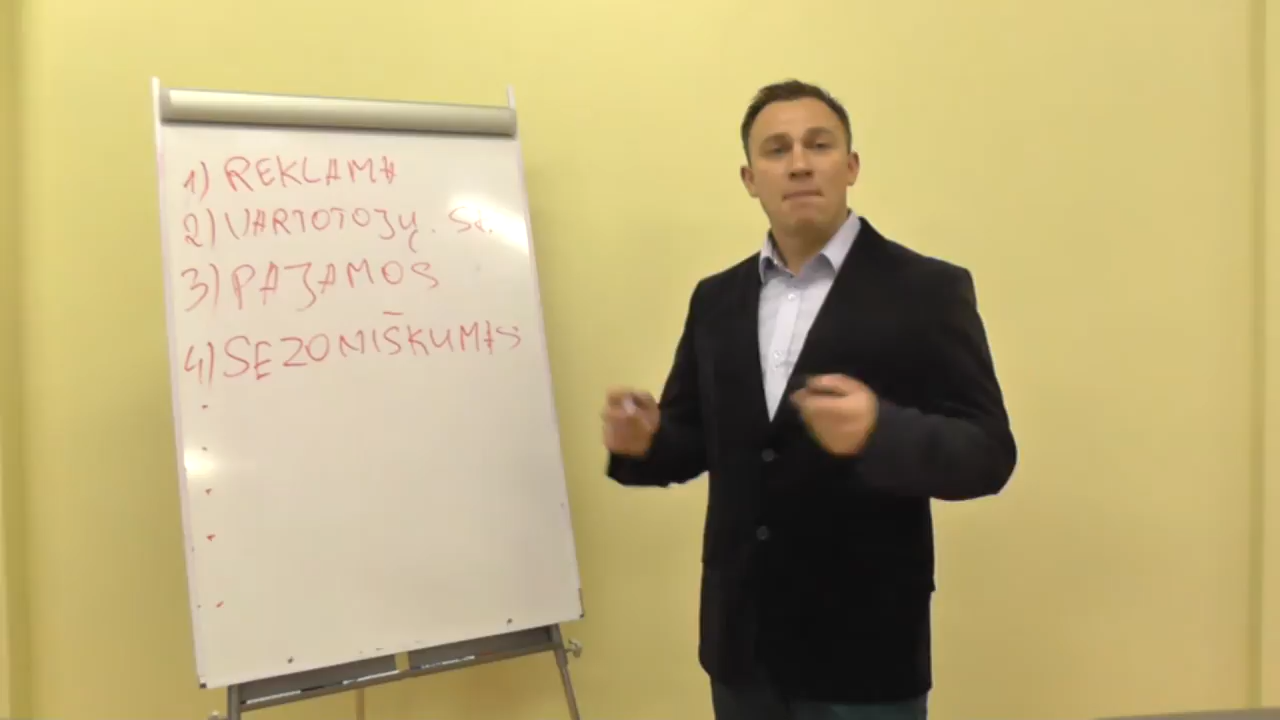 1) REKLAMA
2) VARTOTOJŲ.
3) PAJAMOS
4) SEZONIŠKUMAS